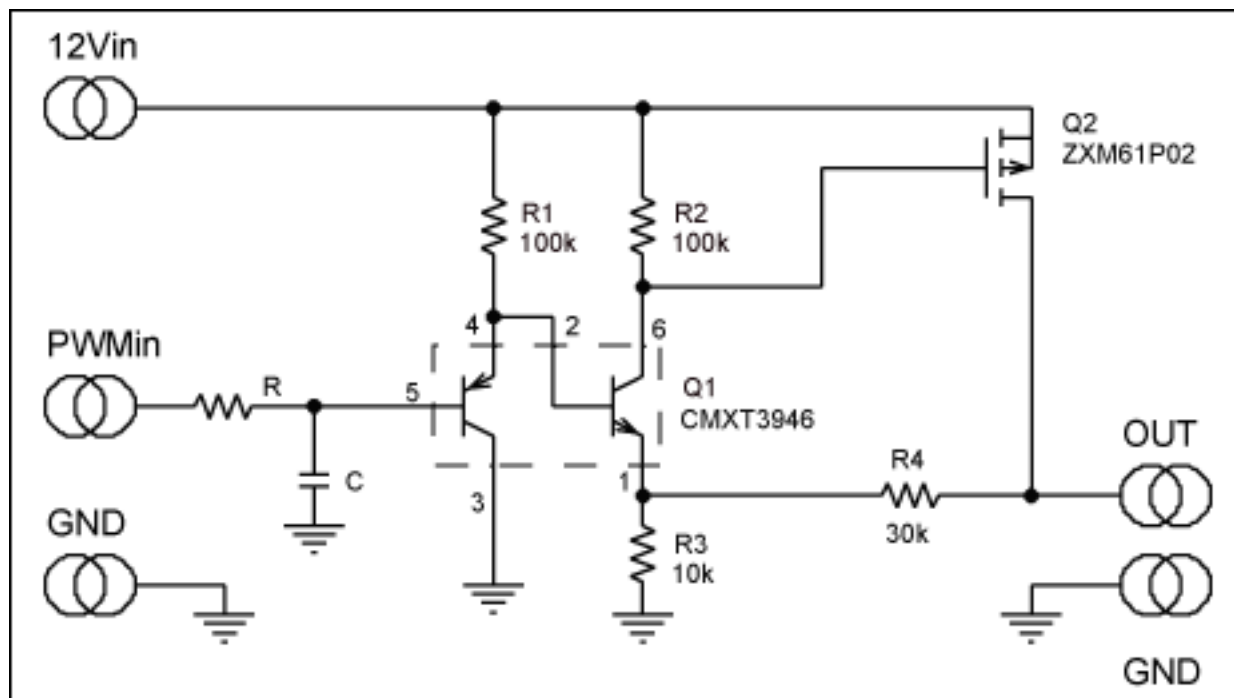 12Vin
Q2
ZXM61P02
R1
100k
R2
100k
4
2
6
PWMin
R
5
Q1
CMXT3946
OUT
C
3
1
R4
30k
GND
R3
10k
GND